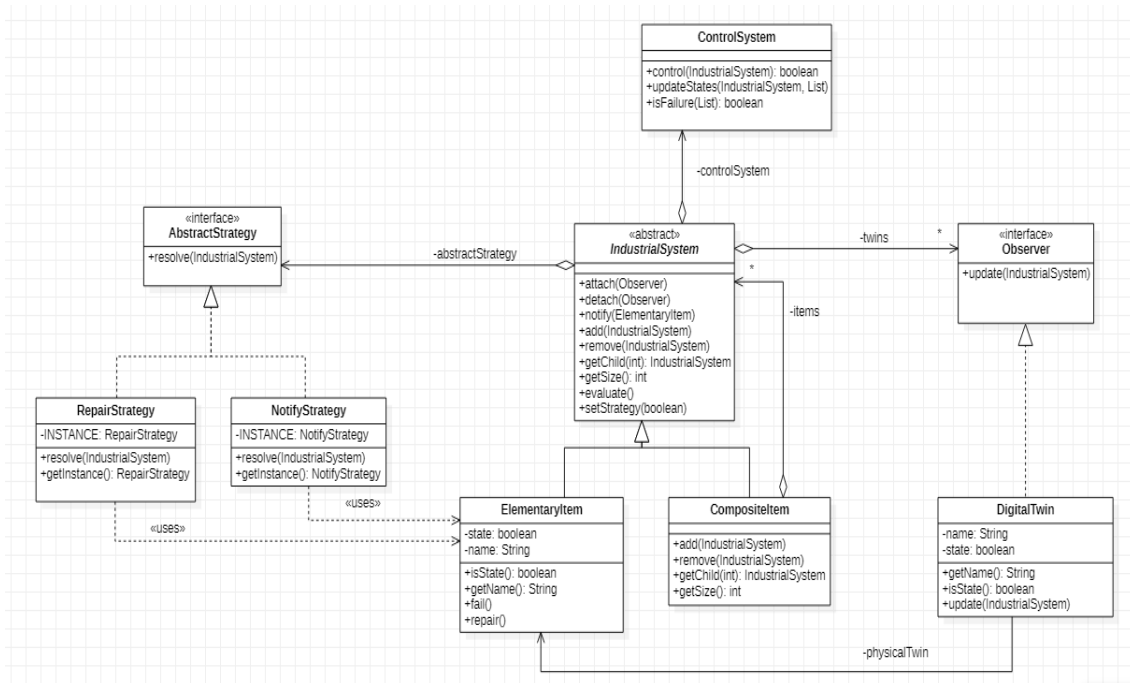 ControlSystem
+control(IndustrialSystem): boolean
+updateStates(IndustrialSystem, List)
+isFailure(List): boolean
-controlSystem
«interface»
AbstractStrategy
+resolve(IndustrialSystem)
-abstractStrategy
«abstract»
IndustrialSystem
+attach(Observer)
+detach(Observer)
+notify(ElementaryItem)
+add(IndustrialSystem)
+remove(IndustrialSystem)
+getChild(int): IndustrialSystem
+getSize(): int
+evaluate()
+setStrategy(boolean)
-twins
*
«interface»
Observer
+update(IndustrialSystem)
*
-items
RepairStrategy
-INSTANCE: RepairStrategy
+resolve(IndustrialSystem)
+getInstance(): RepairStrategy
NotifyStrategy
-INSTANCE: NotifyStrategy
+resolve(IndustrialSystem)
+getInstance(): NotifyStrategy
«uses»
«uses»
ElementaryItem
-state: boolean
-name: String
+isState(): boolean
+getName(): String
+fail()
+repair()
CompositeItem
+add(IndustrialSystem)
+remove(IndustrialSystem)
+getChild(int): IndustrialSystem
+getSize(): int
DigitalTwin
-name: String
-state: boolean
+getName(): String
+isState(): boolean
+update(IndustrialSystem)
-physicalTwin